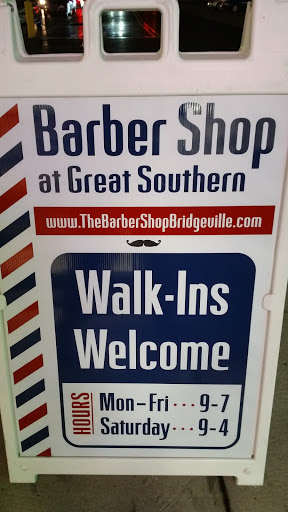 Barber Shop
at Great Southern
www.TheBarberShopBridgeville.com
Walk-Ins
Welcome
HOURS
Mon-Fri ··· 9-7
Saturday ··· 9-4